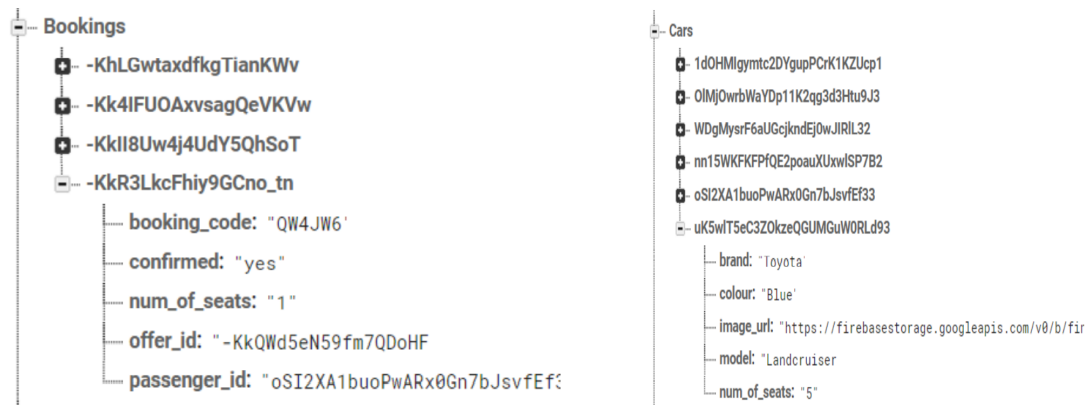 Bookings
-KhLGwtaxdfkgTianKWv
-Kk4IFUOAxvsagQeVKVw
-KkII8Uw4j4UdY5QhSoT
-KkR3LkcFhiy9GCno_tn
booking_code: "QW4JW6'
confirmed: "yes"
num_of_seats: "1"
offer_id: "-KkQWd5eN59fm7QDoHF
passenger_id: "oSI2XA1buoPwARx0Gn7bJsvfEf3
Cars
1dOHMIgymtc2DYgupPCrK1KZUcp1
OlMjOwrbWaYDp11K2qg3d3Htu9J3
WDgMysrF6aUGcjkndEj0wJIRlL32
nn15WKFKFPfQE2poauXUxwlSP7B2
oSI2XA1buoPwARx0Gn7bJsvfEf33
uK5wlT5eC3ZOkzeQGUMGuW0RLd93
brand: "Toyota'
colour: "Blue'
image_url: "https://firebasestorage.googleapis.com/v0/b/fir
model: "Landcruiser
num_of_seats: "5"